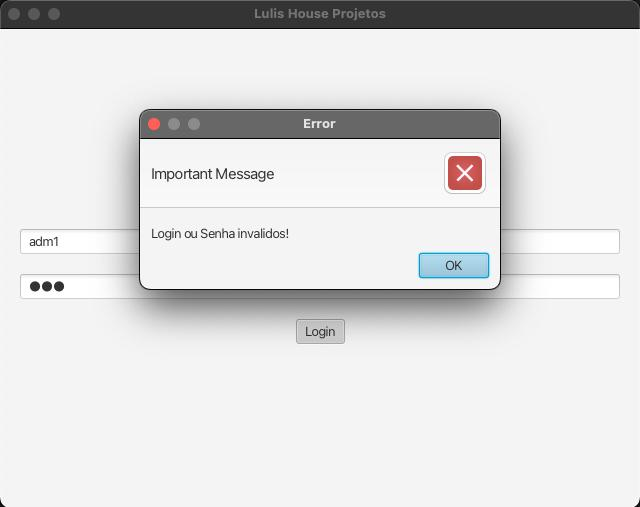 Lulis House Projetos
Error
Important Message
Login ou Senha invalidos!
OK
adm1
●●●
Login